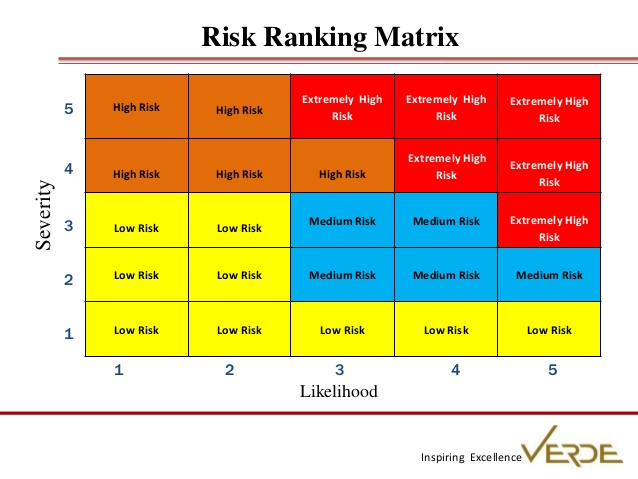 Risk Ranking Matrix
Severity
5
High Risk
High Risk
Extremely High
Risk
Extremely High
Risk
Extremely High
Risk
4
High Risk
High Risk
High Risk
Extremely High
Risk
Extremely High
Risk
3
Low Risk
Low Risk
Medium Risk
Medium Risk
Extremely High
Risk
2
Low Risk
Low Risk
Medium Risk
Medium Risk
Medium Risk
1
Low Risk
Low Risk
Low Risk
Low Risk
Low Risk
1 2 3 4 5
Likelihood
Inspiring Excellence
VERDE